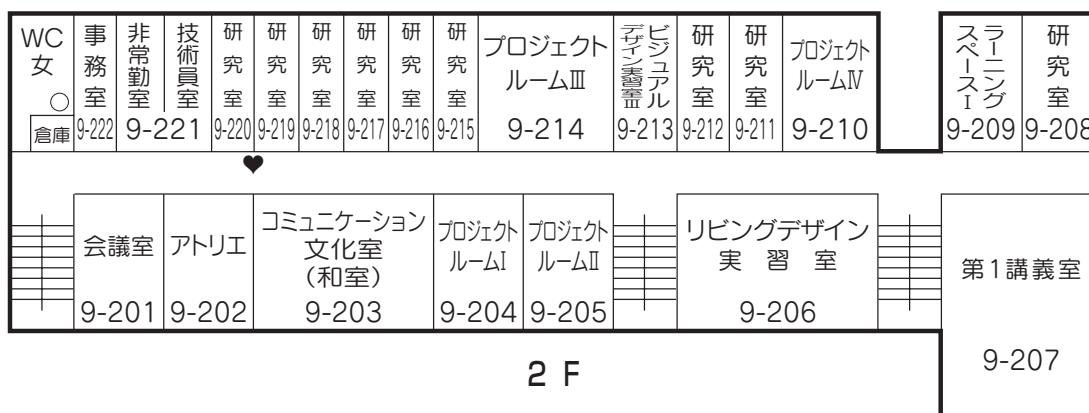 WC
女
倉庫
事務室
9-222
非常勤室
技術員室
9-221
研究室
9-220
研究室
9-219
研究室
9-218
研究室
9-217
研究室
9-216
研究室
9-215
プロジェクト
ルームⅢ
9-214
ビジュアル
デザイン実習室Ⅲ
9-213
研究室
9-212
研究室
9-211
プロジェクト
ルームⅣ
9-210
ラーニング
スペースⅠ
9-209
研究室
9-208
会議室
9-201
アトリエ
9-202
コミュニケーション
文化室
(和室)
9-203
プロジェクト
ルームⅠ
9-204
プロジェクト
ルームⅡ
9-205
リビングデザイン
実習室
9-206
第1講義室
9-207
2 F